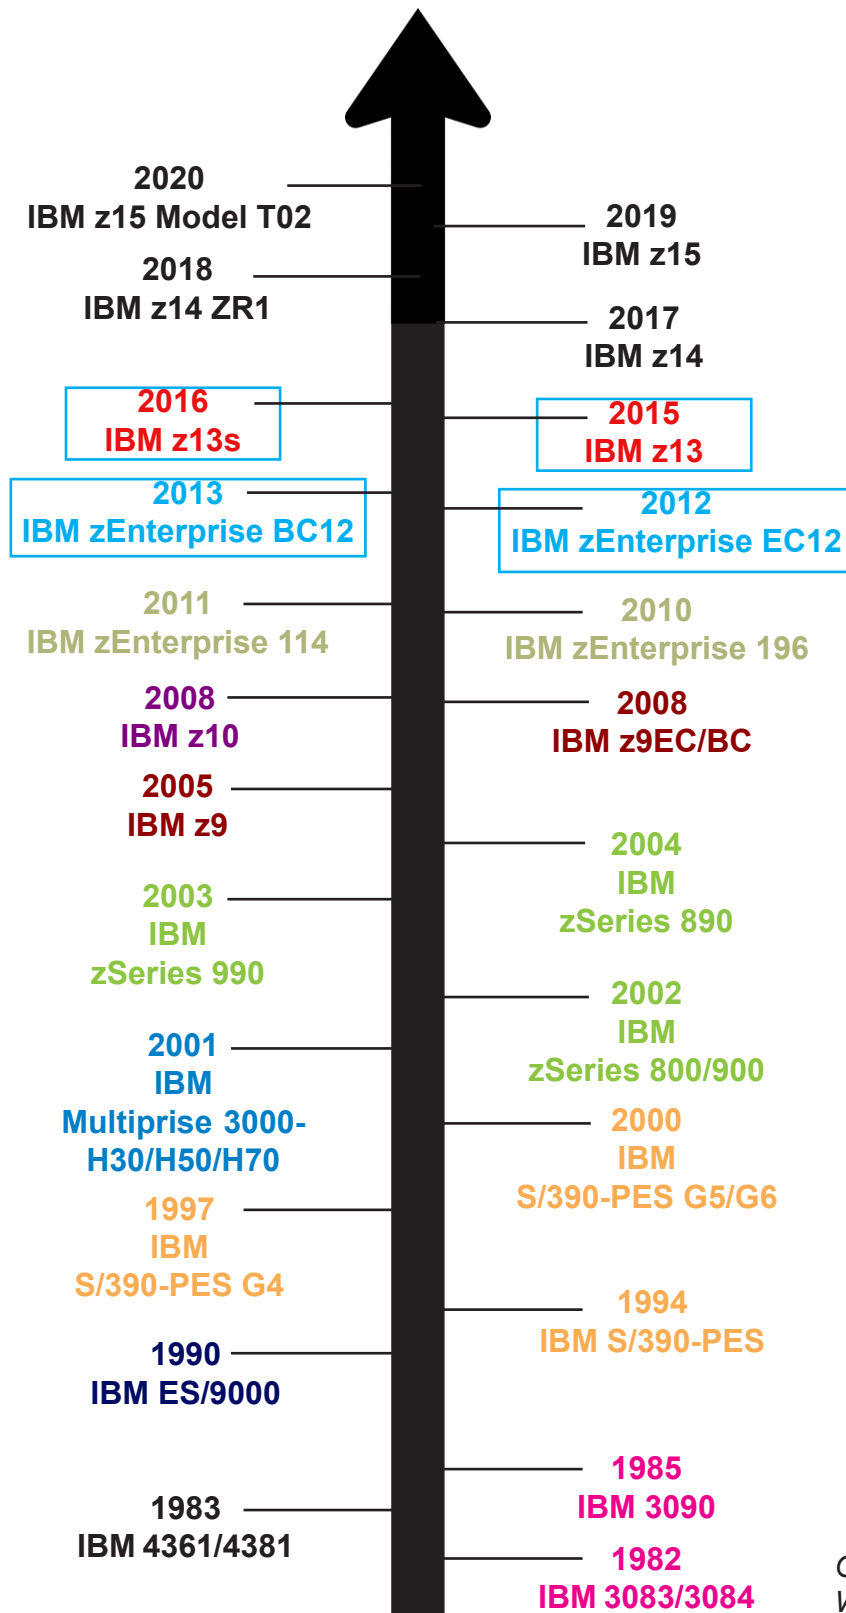 2020
IBM z15 Model T02
2019
IBM z15
2018
IBM z14 ZR1
2017
IBM z14
2016
IBM z13s
2015
IBM z13
2013
IBM zEnterprise BC12
2012
IBM zEnterprise EC12
2011
IBM zEnterprise 114
2010
IBM zEnterprise 196
2008
IBM z10
2008
IBM z9EC/BC
2005
IBM z9
2004
IBM
zSeries 890
2003
IBM
zSeries 990
2002
IBM
zSeries 800/900
2001
IBM
Multiprise 3000-
H30/H50/H70
2000
IBM
S/390-PES G5/G6
1997
IBM
S/390-PES G4
1994
IBM S/390-PES
1990
IBM ES/9000
1985
IBM 3090
1983
IBM 4361/4381
1982
IBM 3083/3084